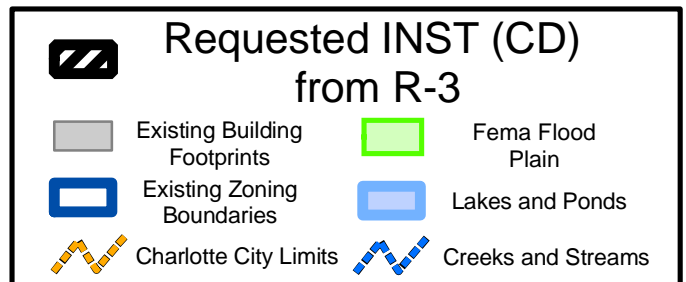 Requested INST (CD)
from R-3
Existing Building
Footprints
Fema Flood
Plain
Existing Zoning
Boundaries
Lakes and Ponds
Charlotte City Limits
Creeks and Streams